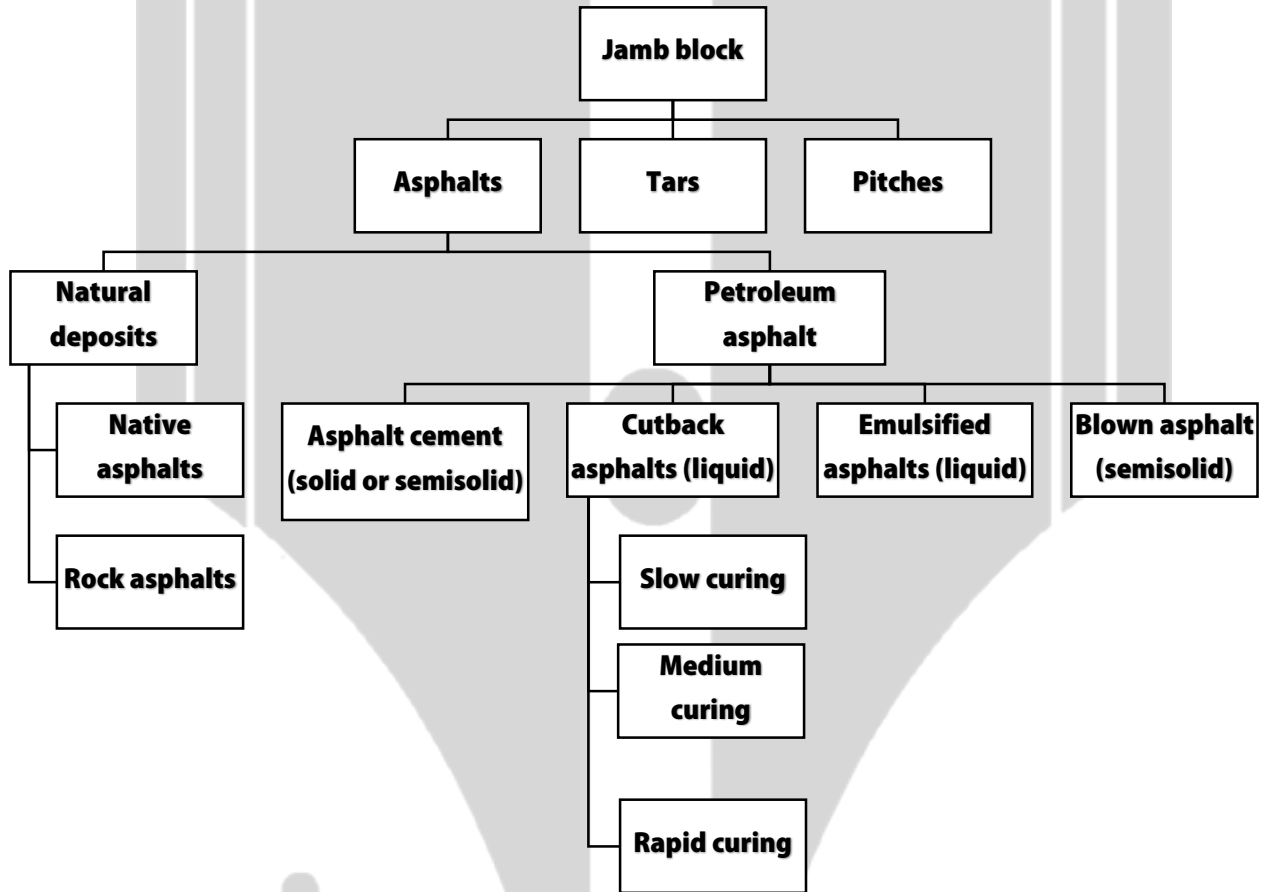 Jamb block
Asphalts
Tars
Pitches
Natural
deposits
Petroleum
asphalt
Native
asphalts
Asphalt cement
(solid or semisolid)
Cutback
asphalts (liquid)
Emulsified
asphalts (liquid)
Blown asphalt
(semisolid)
Rock asphalts
Slow curing
Medium
curing
Rapid curing